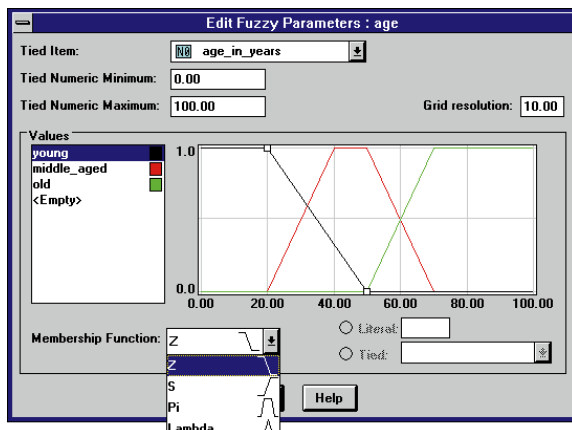 Edit Fuzzy Parameters : age
Tied Item: N0 age_in_years
Tied Numeric Minimum: 0.00
Tied Numeric Maximum: 100.00 Grid resolution: 10.00
Values
young
middle_aged
old
<Empty>
1.0
0.0
0.00 20.00 40.00 60.00 80.00 100.00
Membership Function: Z
Literal:
Tied:
Z
S
Pi
Lambda
Help